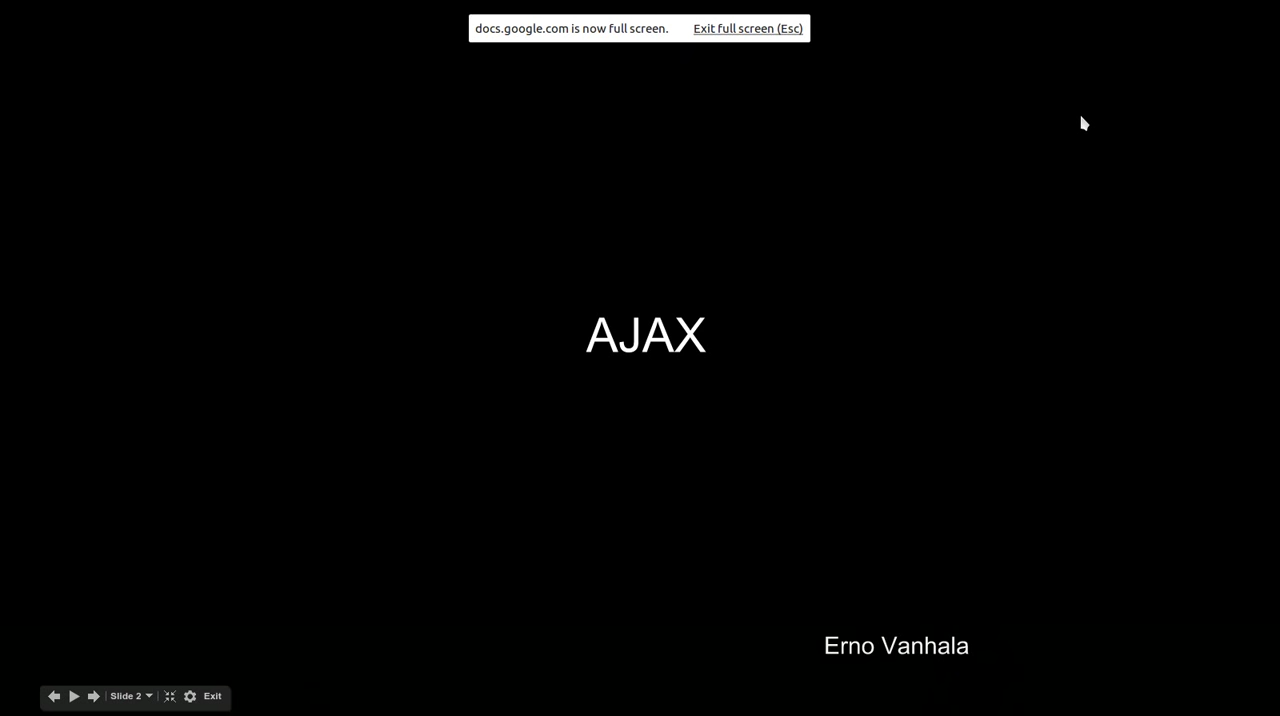 docs.google.com is now full screen. Exit full screen (Esc)
AJAX
Erno Vanhala
Slide 2 Exit